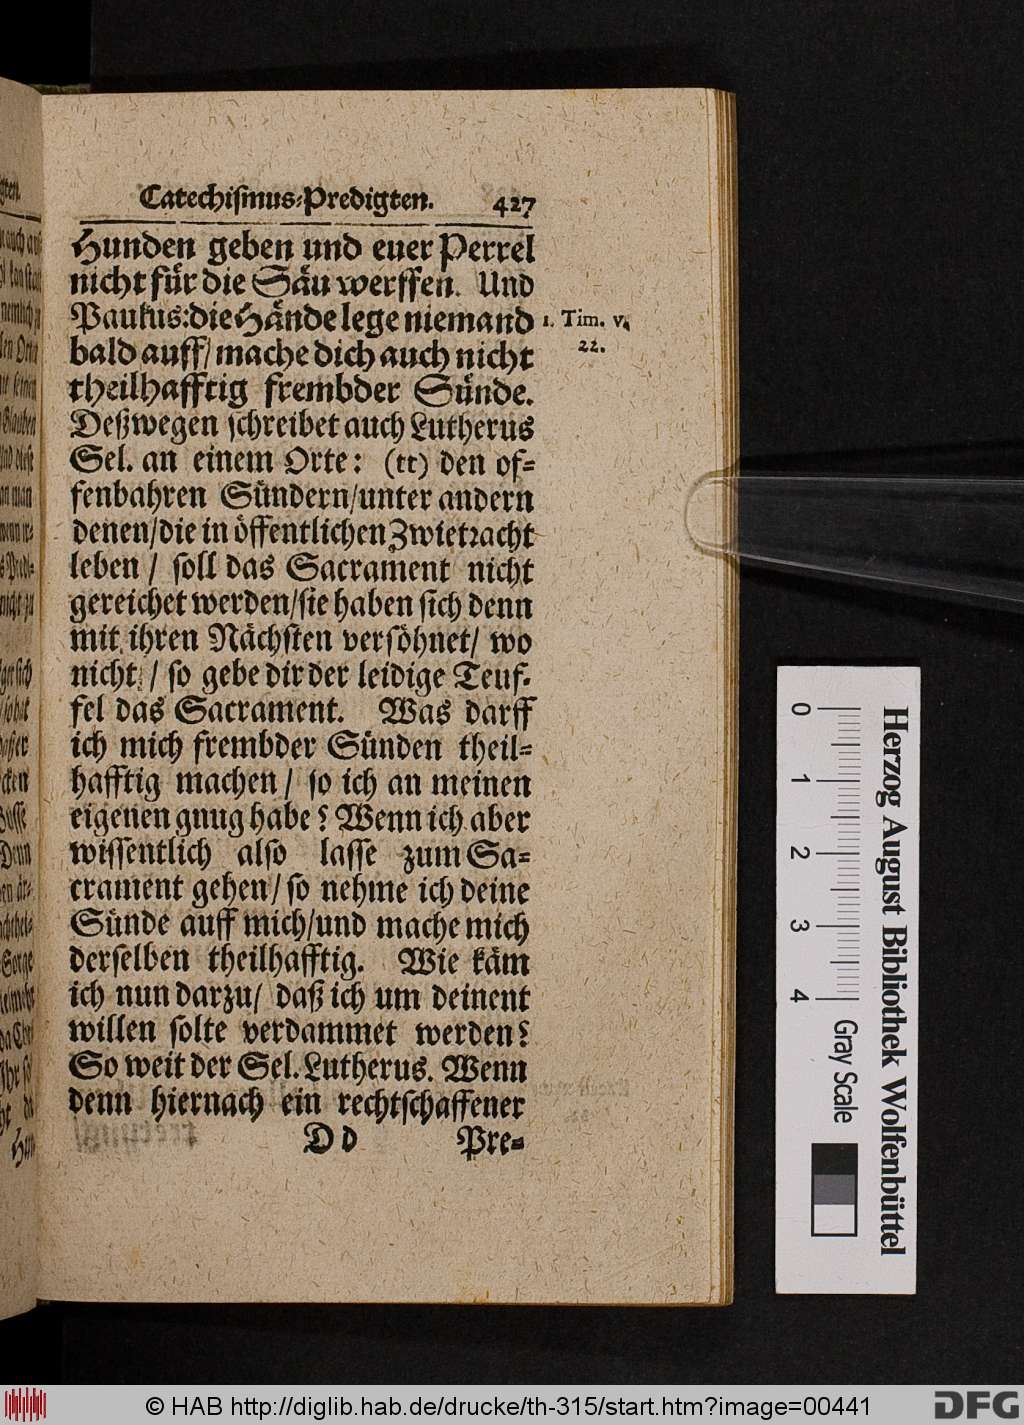 Catechismus-Predigten. 427
Hunden geben und euer Perrel
nicht für die Säu werffen. Und
Paulus: die Hände lege niemand
1. Tim. v.
22.
bald auff/ mache dich auch nicht
theilhafftig frembder Sünde.
Deßwegen schreibet auch Lutherus
Sel. an einem Orte: (tt) den of-
fenbahren Sündern/unter andern
denen/die in öffentlichen Zwietracht
leben / soll das Sacrament nicht
gereichet werden/sie haben sich denn
mit ihren Nächsten versöhnet/ wo
nicht / so gebe dir der leidige Teuf-
fel das Sacrament. Was darff
ich mich frembder Sünden theil-
hafftig machen / so ich an meinen
eigenen gnug habe? Wenn ich aber
wissentlich also lasse zum Sa-
crament gehen/ so nehme ich deine
Sünde auff mich/und mache mich
derselben theilhafftig. Wie käm
ich nun darzu/ daß ich um deinent
willen solte verdammet werden?
So weit der Sel. Lutherus. Wenn
denn hiernach ein rechtschaffener
D d Pre-
Herzog August Bibliothek Wolfenbüttel
0 1 2 3 4 Gray Scale
© HAB http://diglib.hab.de/drucke/th-315/start.htm?image=00441
DFG